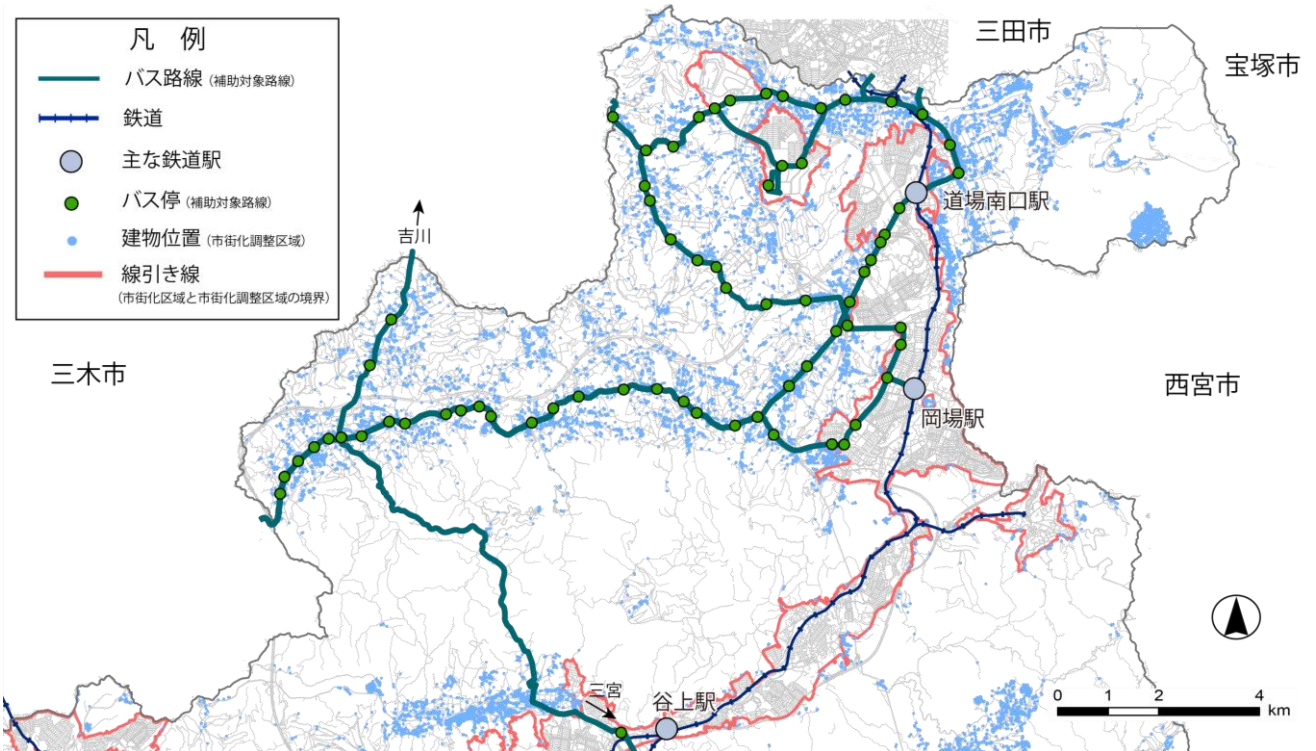 凡 例
バス路線 (補助対象路線)
鉄道
主な鉄道駅
バス停 (補助対象路線)
建物位置 (市街化調整区域)
線引き線
(市街化区域と市街化調整区域の境界)
三田市
宝塚市
道場南口駅
吉川
三木市
西宮市
岡場駅
三宮
谷上駅
0 1 2 4
km